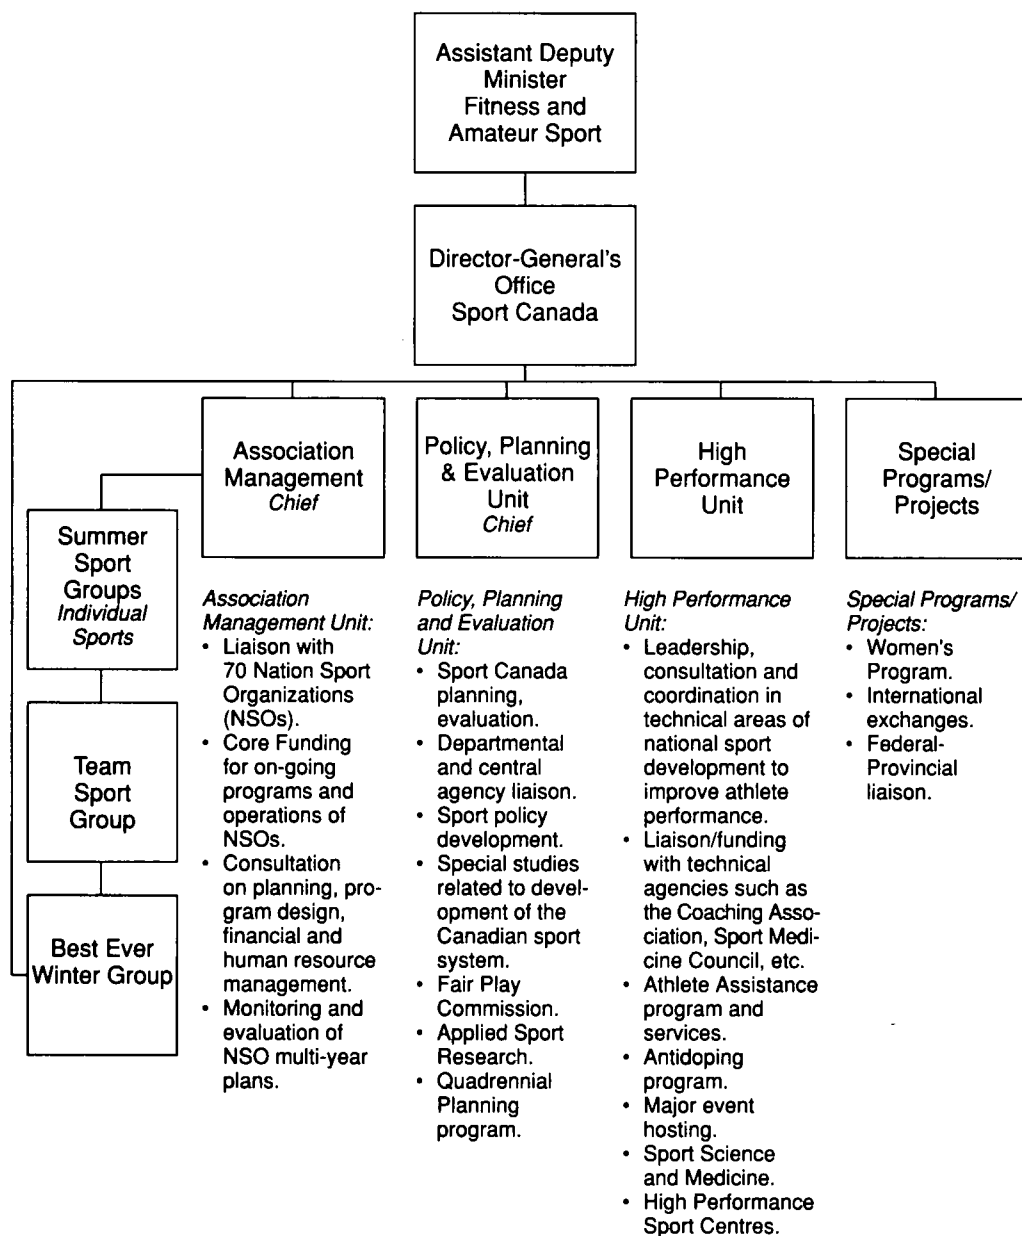 Assistant Deputy
Minister
Fitness and
Amateur Sport
Director-General's
Office
Sport Canada
Association
Management
Chief
Policy, Planning
& Evaluation
Unit
Chief
High
Performance
Unit
Special
Programs/
Projects
Summer
Sport
Groups
Individual
Sports
Team
Sport
Group
Best Ever
Winter Group
Association
Management Unit:
• Liaison with
70 Nation Sport
Organizations
(NSOs).
• Core Funding
for on-going
programs and
operations of
NSOs.
• Consultation
on planning, pro-
gram design,
financial and
human resource
management.
• Monitoring and
evaluation of
NSO multi-year
plans.
Policy, Planning
and Evaluation
Unit:
• Sport Canada
planning,
evaluation.
• Departmental
and central
agency liaison.
• Sport policy
development.
• Special studies
related to devel-
opment of the
Canadian sport
system.
• Fair Play
Commission.
• Applied Sport
Research.
• Quadrennial
Planning
program.
High Performance
Unit:
• Leadership,
consultation and
coordination in
technical areas of
national sport
development to
improve athlete
performance.
• Liaison/funding
with technical
agencies such as
the Coaching Asso-
ciation, Sport Medi-
cine Council, etc.
• Athlete Assistance
program and
services.
• Antidoping
program.
• Major event
hosting.
• Sport Science
and Medicine.
• High Performance
Sport Centres.
Special Programs/
Projects:
• Women's
Program.
• International
exchanges.
• Federal-
Provincial
liaison.